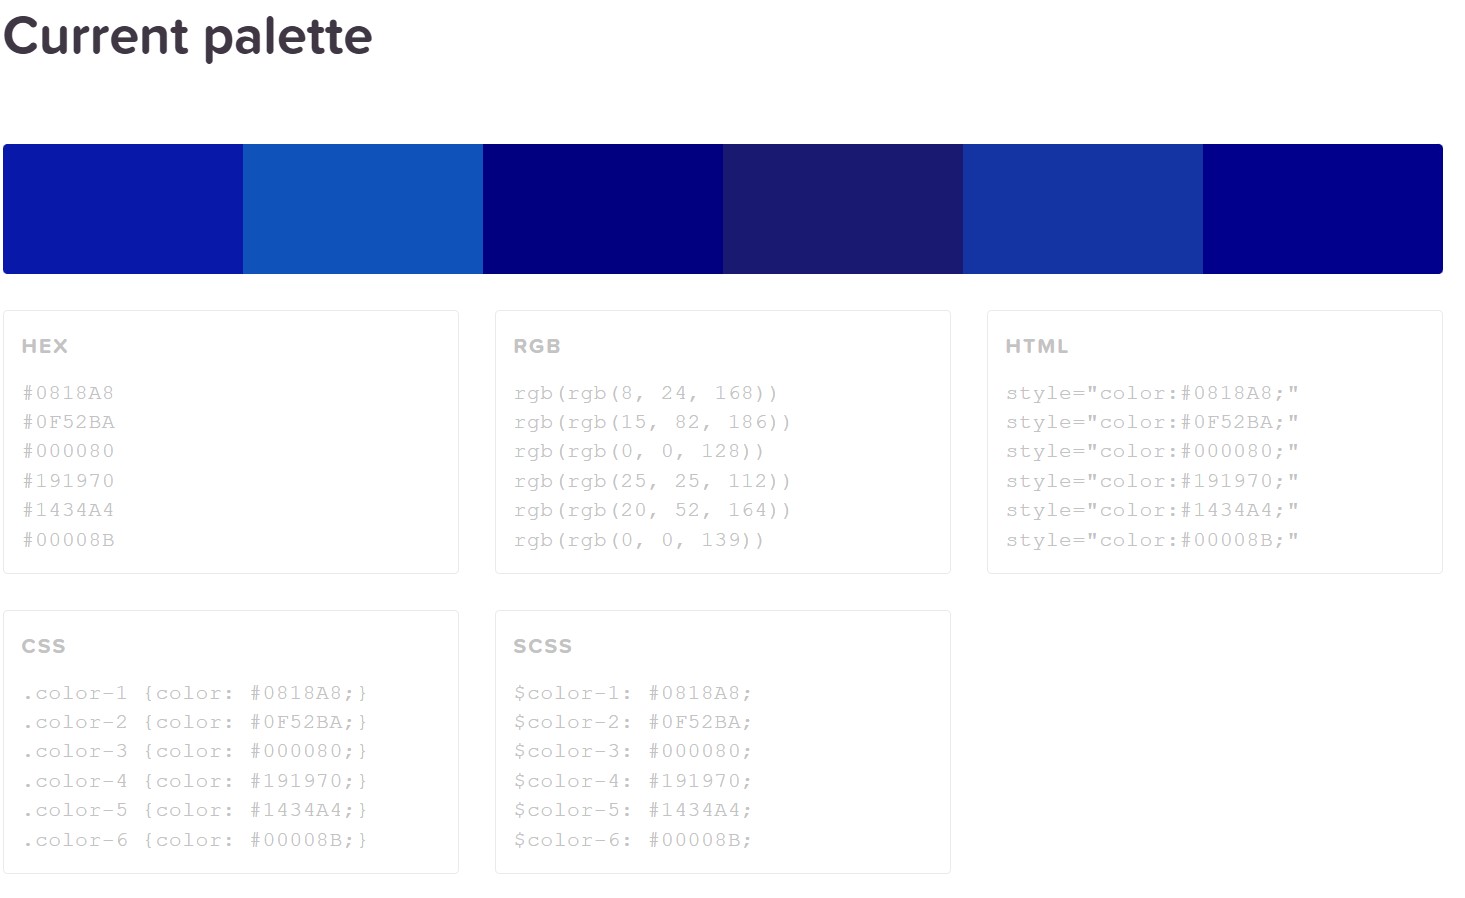 Current palette
HEX
#0818A8
#0F52BA
#000080
#191970
#1434A4
#00008B
RGB
rgb(rgb(8, 24, 168))
rgb(rgb(15, 82, 186))
rgb(rgb(0, 0, 128))
rgb(rgb(25, 25, 112))
rgb(rgb(20, 52, 164))
rgb(rgb(0, 0, 139))
HTML
style="color:#0818A8;"
style="color:#0F52BA;"
style="color:#000080;"
style="color:#191970;"
style="color:#1434A4;"
style="color:#00008B;"
CSS
.color-1 {color: #0818A8;}
.color-2 {color: #0F52BA;}
.color-3 {color: #000080;}
.color-4 {color: #191970;}
.color-5 {color: #1434A4;}
.color-6 {color: #00008B;}
SCSS
$color-1: #0818A8;
$color-2: #0F52BA;
$color-3: #000080;
$color-4: #191970;
$color-5: #1434A4;
$color-6: #00008B;